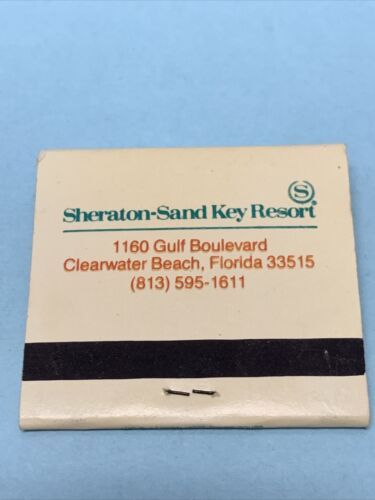 S
Sheraton-Sand Key Resort®
1160 Gulf Boulevard
Clearwater Beach, Florida 33515
(813) 595-1611